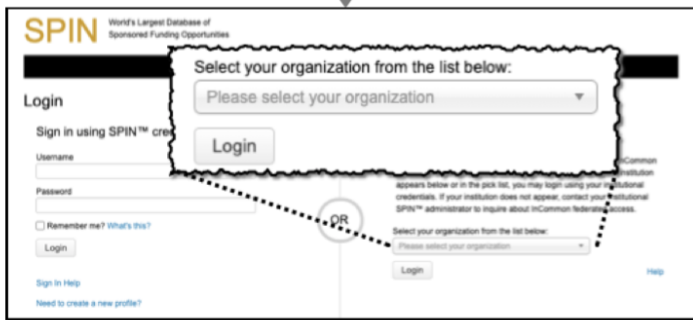 SPIN
World's Largest Database of
Sponsored Funding Opportunities
Select your organization from the list below:
Please select your organization
Login
Login
Sign in using SPIN™ cre
Username
Password
Remember me? What's this?
Login
Sign In Help
Need to create a new profile?
OR
InCommon
institution
appears below or in the pick list, you may login using your institutional
credentials. If your institution does not appear, contact your institutional
SPIN™ administrator to inquire about InCommon federated access.
Select your organization from the list below:
Please select your organization
Login
Help